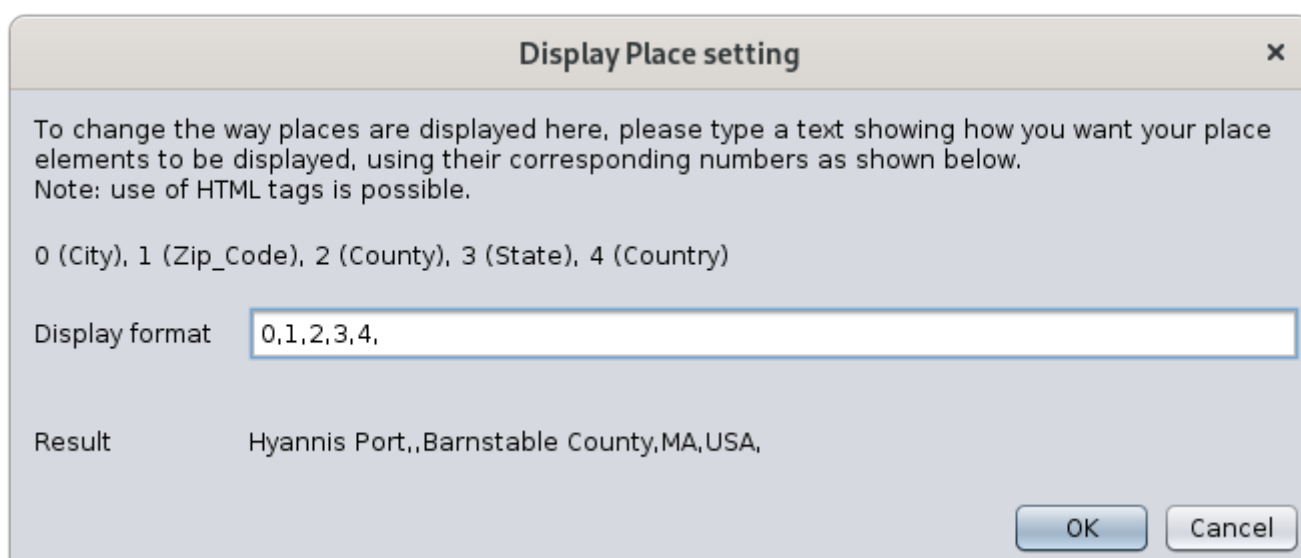 Display Place setting ×
To change the way places are displayed here, please type a text showing how you want your place
elements to be displayed, using their corresponding numbers as shown below.
Note: use of HTML tags is possible.
0 (City), 1 (Zip_Code), 2 (County), 3 (State), 4 (Country)
Display format 0,1,2,3,4,
Result Hyannis Port,,Barnstable County,MA,USA,
OK Cancel